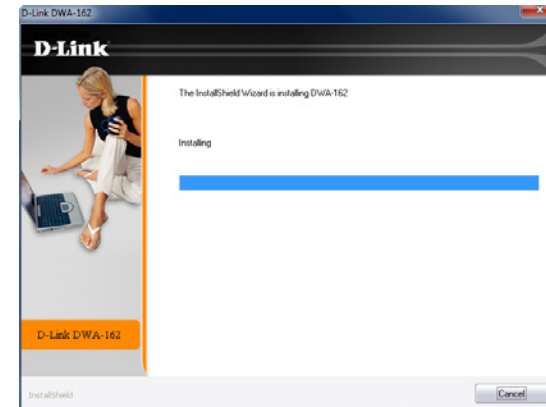 D-Link DWA-162
D-Link
The InstallShield Wizard is installing DWA-162
Installing
D-Link DWA-162
InstallShield
Cancel